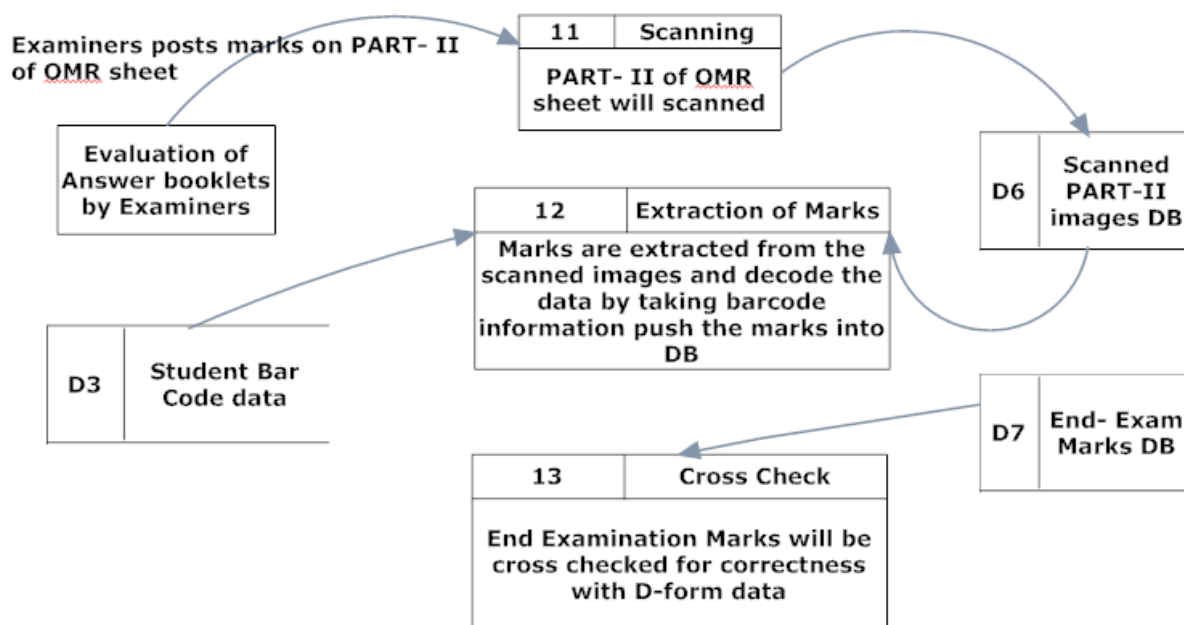 Examiners posts marks on PART- II
of OMR sheet
11
Scanning
PART- II of OMR
sheet will scanned
Evaluation of
Answer booklets
by Examiners
D6
Scanned
PART-II
images DB
12
Extraction of Marks
Marks are extracted from the
scanned images and decode the
data by taking barcode
information push the marks into
DB
D3
Student Bar
Code data
D7
End- Exam
Marks DB
13
Cross Check
End Examination Marks will be
cross checked for correctness
with D-form data